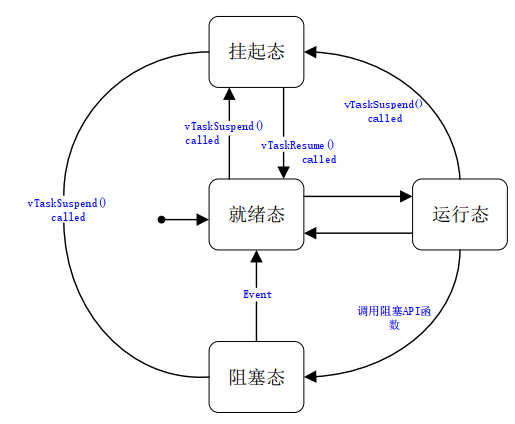 挂起态
vTaskSuspend()
called
vTaskSuspend()
called
vTaskResume()
called
vTaskSuspend()
called
就绪态
运行态
Event
调用阻塞API函
数
阻塞态